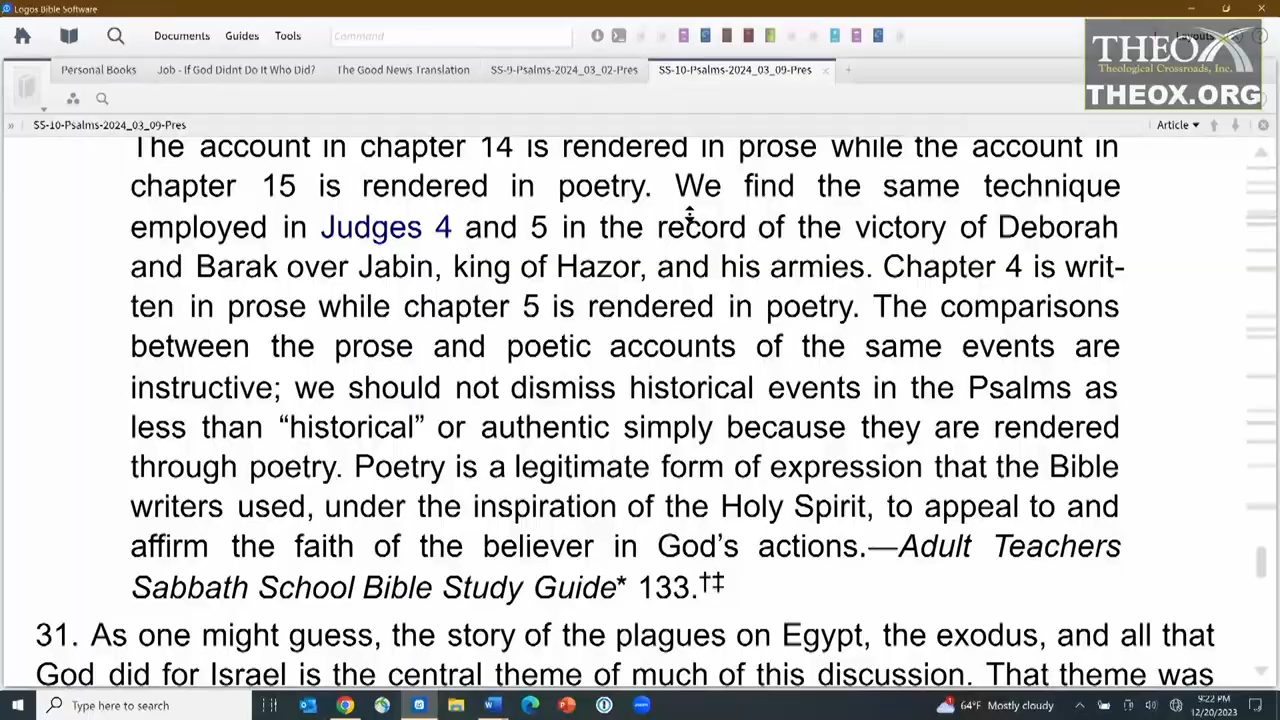 Logos Bible Software
Documents Guides Tools Command Layouts
THEOX
Theological Crossroads, Inc.
THEOX.ORG
Personal Books Job - If God Didnt Do It Who Did? The Good News Tour SS-09-Psalms-2024_03_02-Pres SS-10-Psalms-2024_03_09-Pres
» SS-10-Psalms-2024_03_09-Pres Article
The account in chapter 14 is rendered in prose while the account in
chapter 15 is rendered in poetry. We find the same technique
employed in Judges 4 and 5 in the record of the victory of Deborah
and Barak over Jabin, king of Hazor, and his armies. Chapter 4 is writ-
ten in prose while chapter 5 is rendered in poetry. The comparisons
between the prose and poetic accounts of the same events are
instructive; we should not dismiss historical events in the Psalms as
less than “historical” or authentic simply because they are rendered
through poetry. Poetry is a legitimate form of expression that the Bible
writers used, under the inspiration of the Holy Spirit, to appeal to and
affirm the faith of the believer in God’s actions.—Adult Teachers
Sabbath School Bible Study Guide* 133.†‡
31. As one might guess, the story of the plagues on Egypt, the exodus, and all that
God did for Israel is the central theme of much of this discussion. That theme was
Type here to search 64°F Mostly cloudy 9:22 PM
12/20/2023